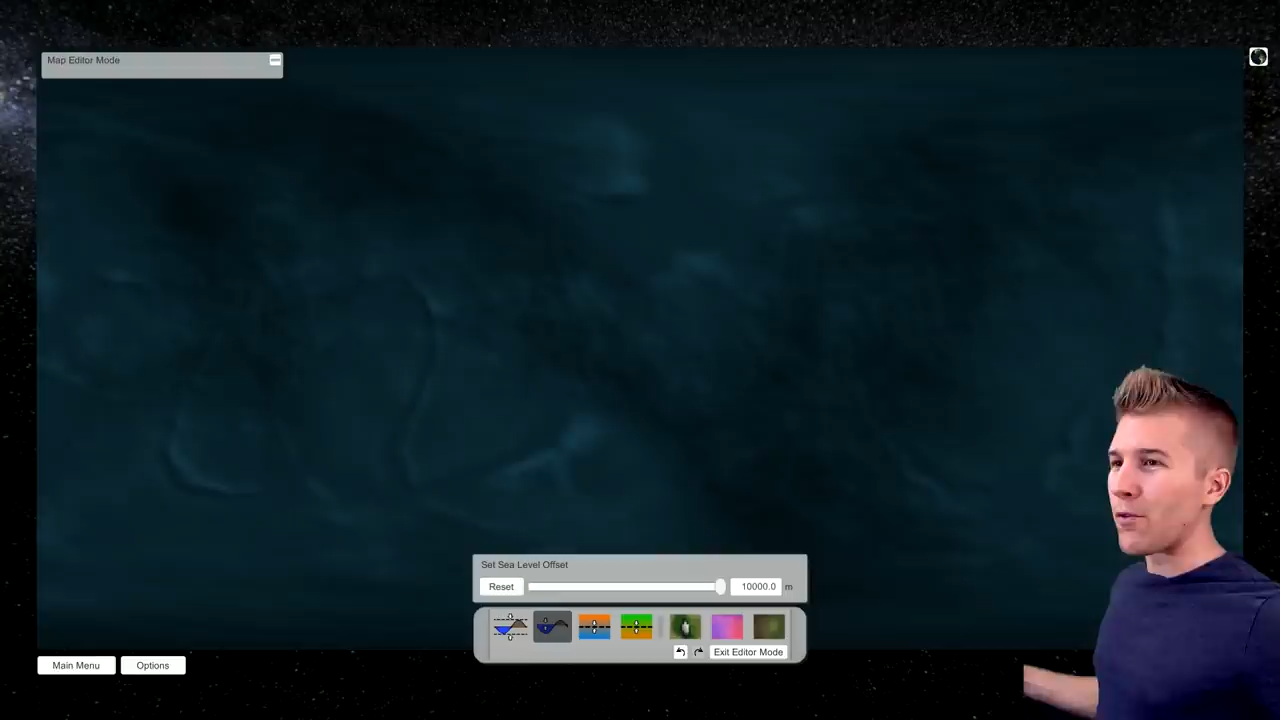 Map Editor Mode
Set Sea Level Offset
Reset
10000.0 m
Exit Editor Mode
Main Menu
Options